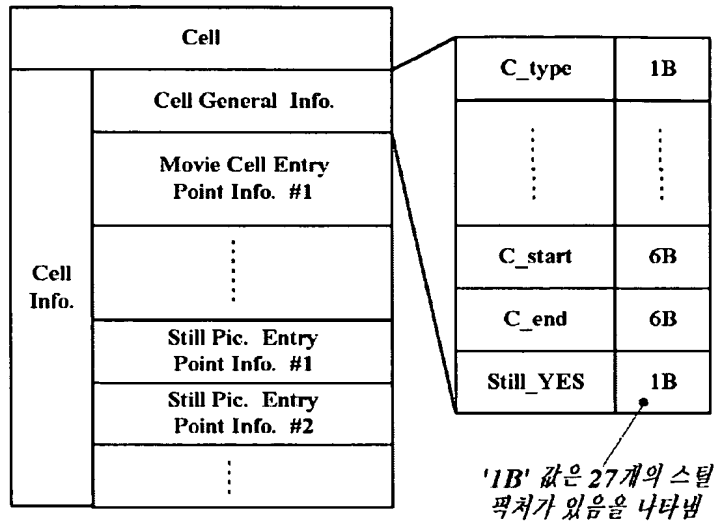 Cell
Cell General Info.
Movie Cell Entry
Point Info. #1
Cell
Info.
Still Pic. Entry
Point Info. #1
Still Pic. Entry
Point Info. #2
C_type 1B
C_start 6B
C_end 6B
Still_YES 1B
'1B' 값은 27개의 스틸
픽처가 있음을 나타냄